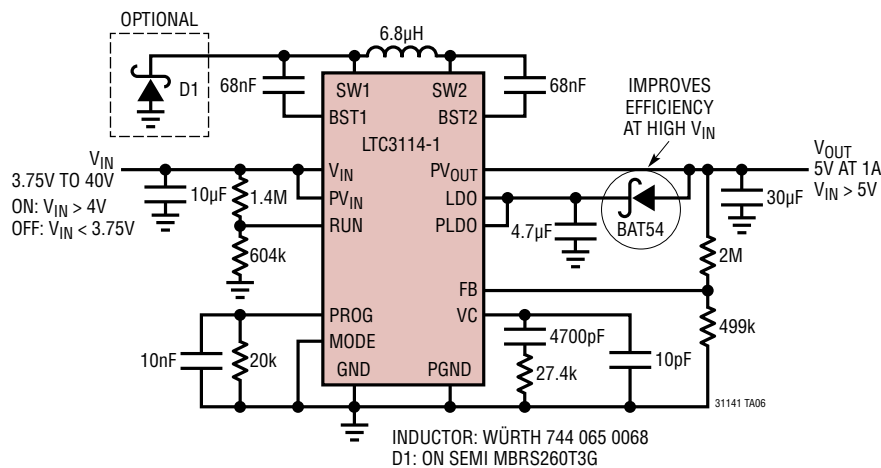 OPTIONAL
D1
6.8µH
68nF
SW1
SW2
68nF
BST1
BST2
LTC3114-1
IMPROVES
EFFICIENCY
AT HIGH VIN
VIN
3.75V TO 40V
ON: VIN > 4V
OFF: VIN < 3.75V
10µF
1.4M
604k
VIN
PVIN
RUN
PVOUT
LDO
PLDO
4.7µF
BAT54
VOUT
5V AT 1A
VIN > 5V
30µF
2M
FB
499k
PROG
MODE
VC
10nF
20k
4700pF
27.4k
10pF
GND
PGND
31141 TA06
INDUCTOR: WÜRTH 744 065 0068
D1: ON SEMI MBRS260T3G